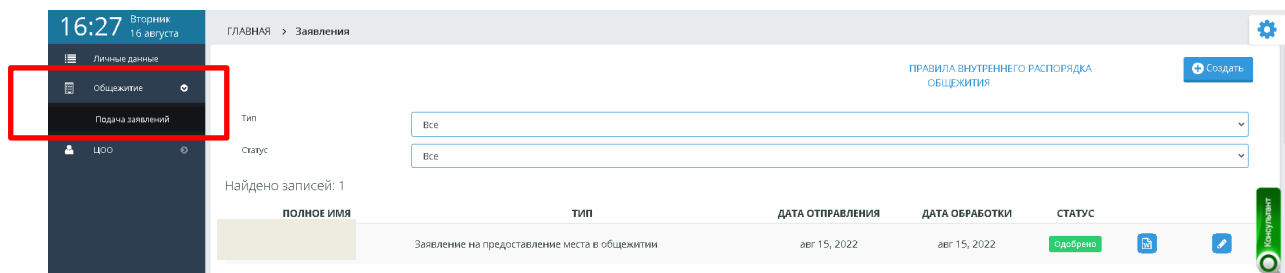 16:27 Вторник
16 августа
ГЛАВНАЯ > Заявления
Личные данные
Общежитие
Подача заявлений
ЦОО
ПРАВИЛА ВНУТРЕННЕГО РАСПОРЯДКА
ОБЩЕЖИТИЯ
Создать
Тип
Все
Статус
Все
Найдено записей: 1
ПОЛНОЕ ИМЯ ТИП ДАТА ОТПРАВЛЕНИЯ ДАТА ОБРАБОТКИ СТАТУС
Заявление на предоставление места в общежитии авг 15, 2022 авг 15, 2022 Одобрено
Консультант